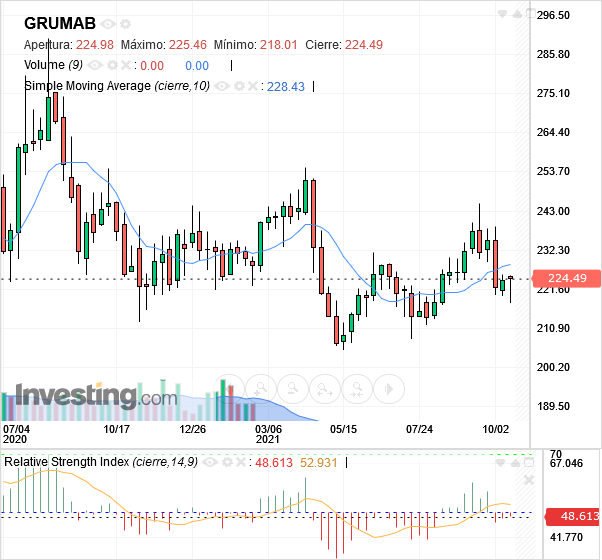 GRUMAB
Apertura: 224.98 Máximo: 225.46 Mínimo: 218.01 Cierre: 224.49
Volume (9) : 0.00 0.00
Simple Moving Average (cierre,10) : 228.43
296.50
285.80
275.10
264.40
253.70
243.00
232.30
224.49
221.60
210.90
200.20
189.50
Investing.com
07/04 10/17 12/26 03/06 05/15 07/24 10/02
2020 2021
Relative Strength Index (cierre,14,9) : 48.613 52.931
70
67.046
48.613
41.770